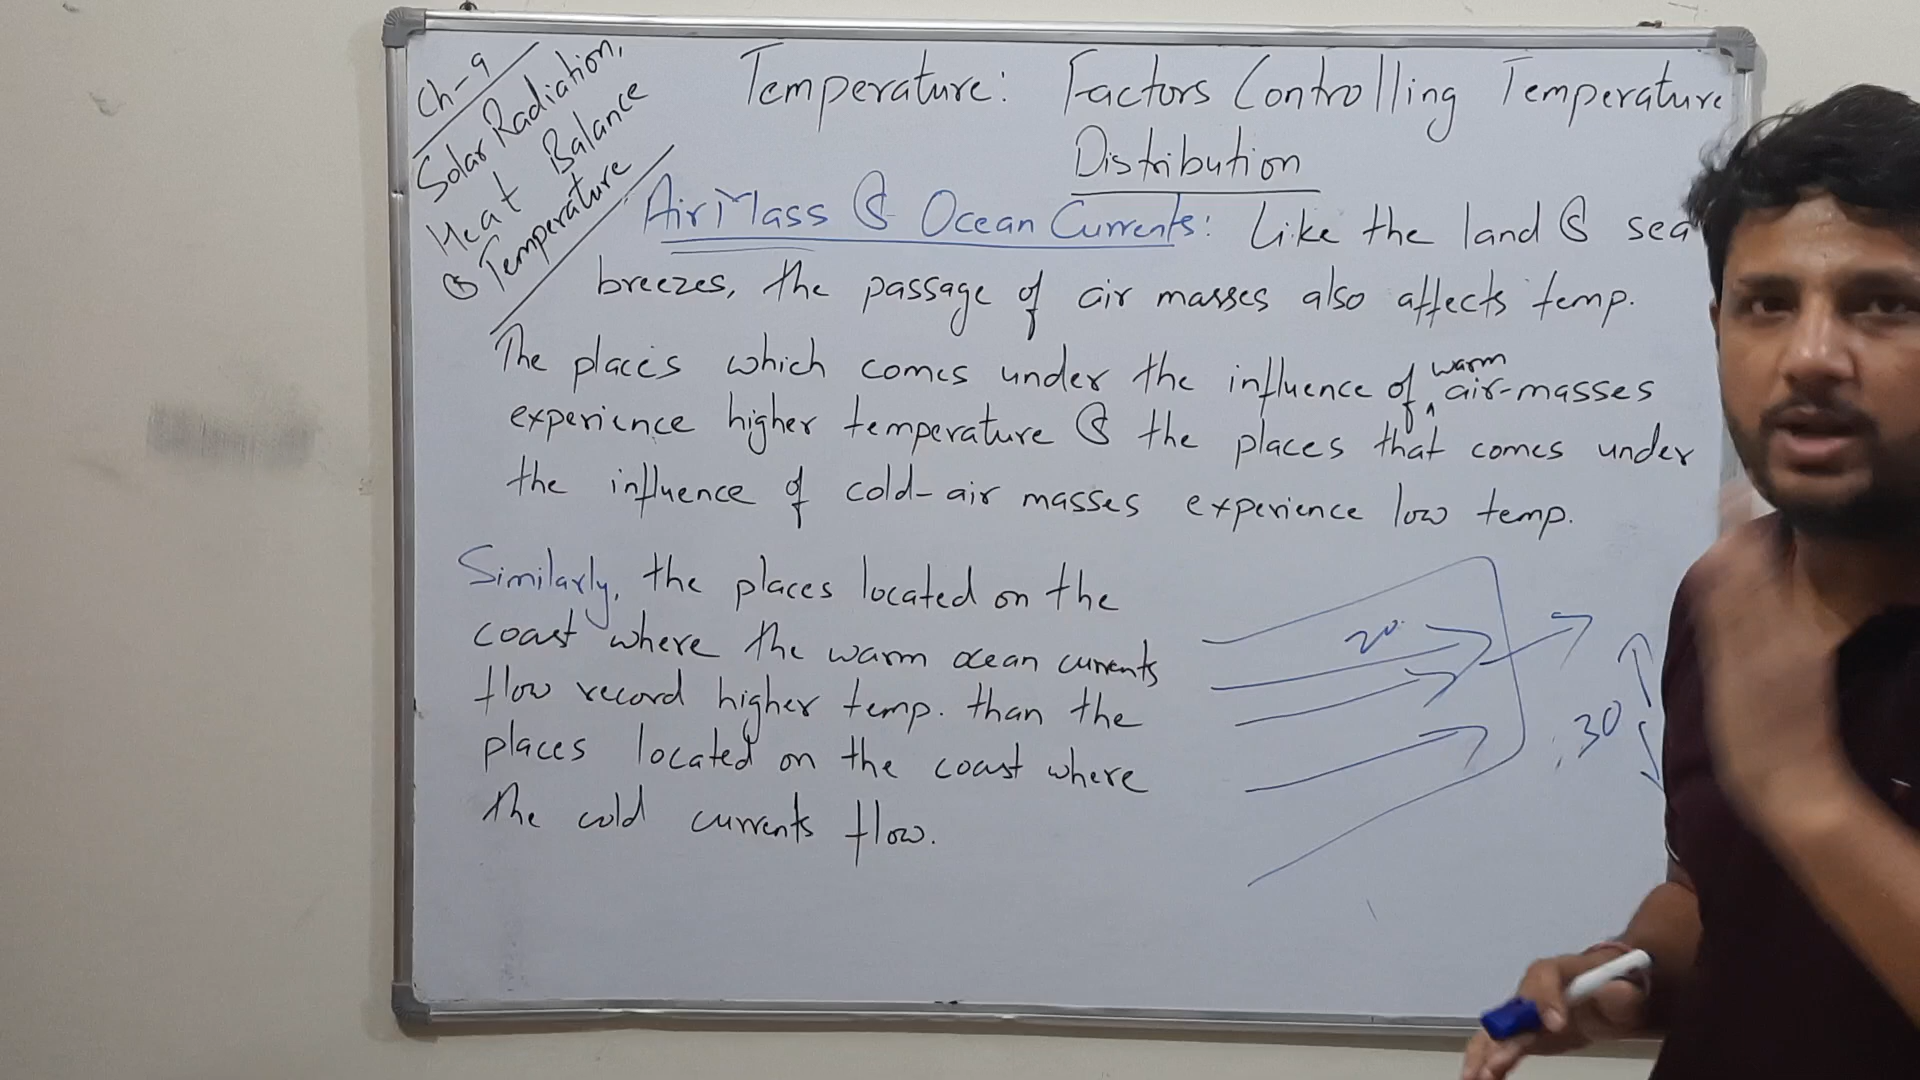 Ch-9
Solar Radiation,
Heat Balance
& Temperature
Temperature: Factors Controlling Temperature
Distribution
Air Mass & Ocean Currents: Like the land & sea
breezes, the passage of air masses also affects temp.
The places which comes under the influence of warm air-masses
experience higher temperature & the places that comes under
the influence of cold-air masses experience low temp.
Similarly, the places located on the
coast where the warm ocean currents
flow record higher temp. than the
places located on the coast where
the cold currents flow.
20°
30